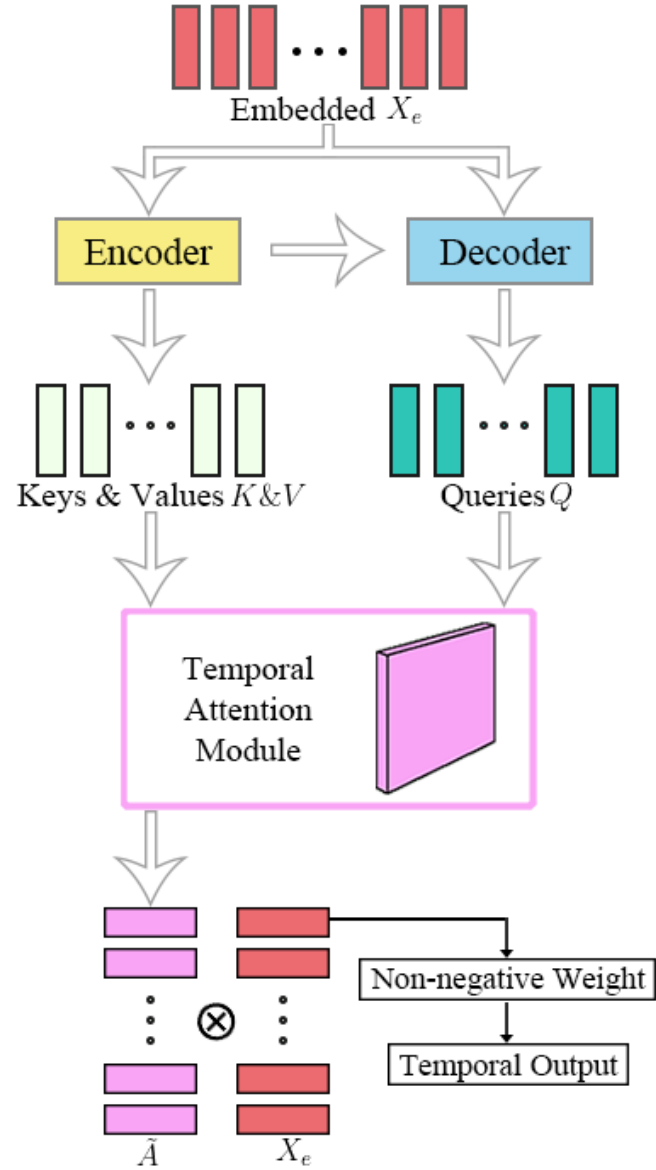 Embedded X_e
Encoder
Decoder
Keys & Values K&V
Queries Q
Temporal
Attention
Module
Non-negative Weight
Temporal Output
Ã
X_e